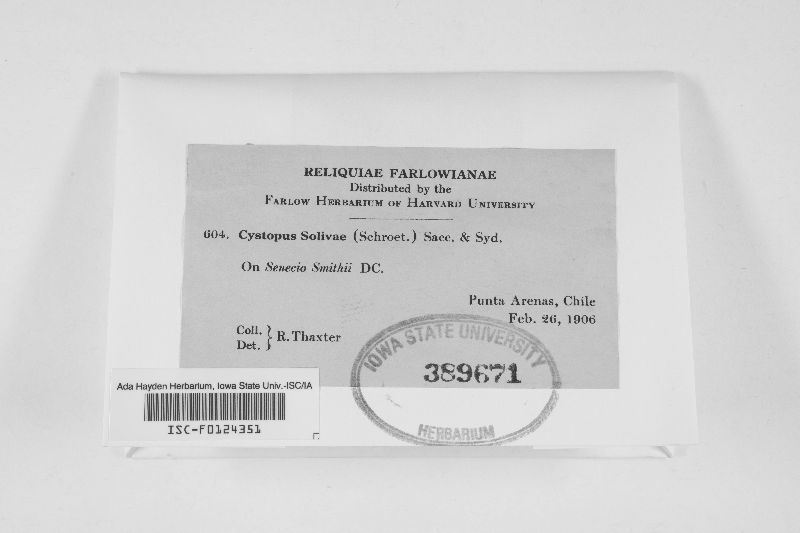 RELIQUIAE FARLOWIANAE
Distributed by the
FARLOW HERBARIUM OF HARVARD UNIVERSITY
604. Cystopus Solivae (Schroet.) Sacc. & Syd.
On Senecio Smithii DC.
Punta Arenas, Chile
Feb. 26, 1906
Coll. } R. Thaxter
Det.
IOWA STATE UNIVERSITY
389671
HERBARIUM
Ada Hayden Herbarium, Iowa State Univ.-ISC/IA
ISC-F0124351